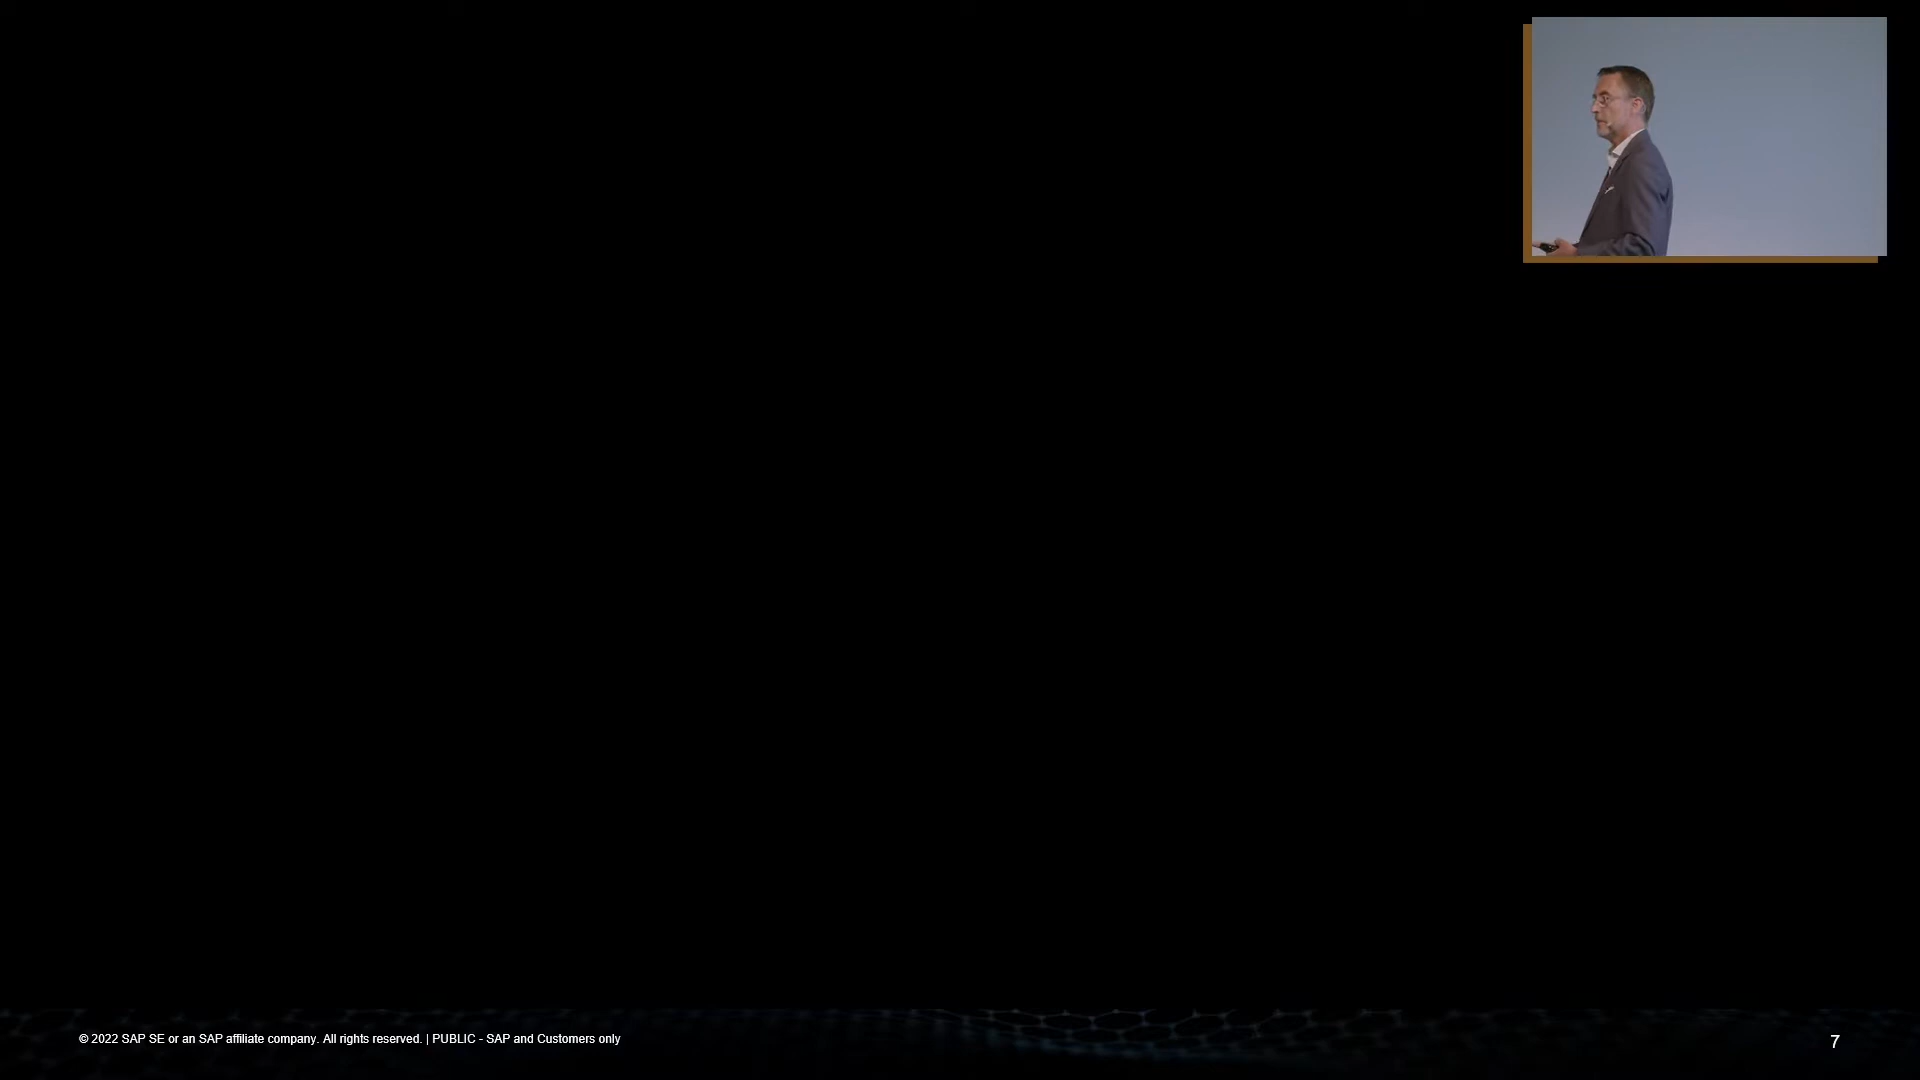 © 2022 SAP SE or an SAP affiliate company. All rights reserved. | PUBLIC - SAP and Customers only
7